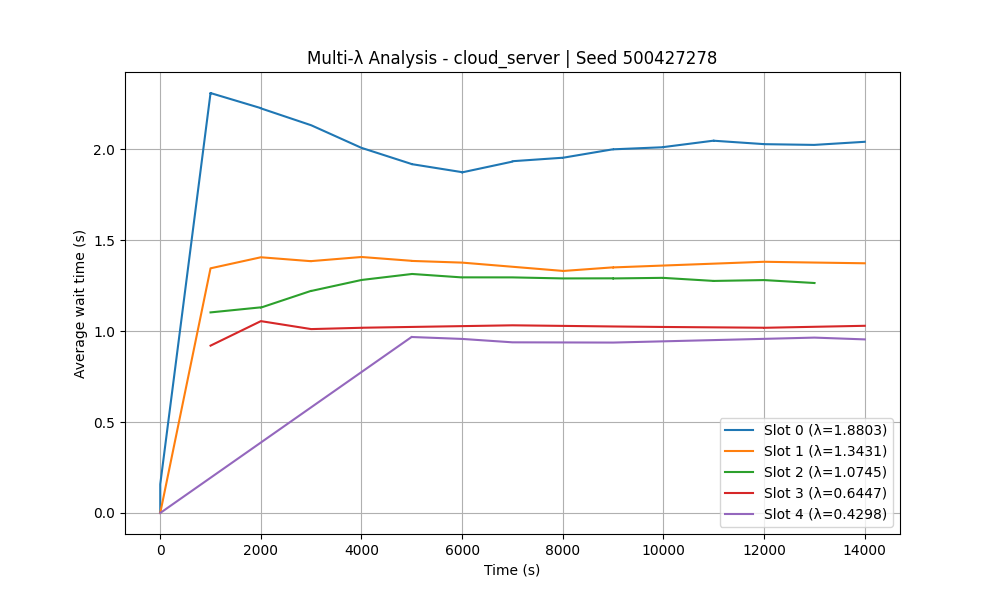 Multi-λ Analysis - cloud_server | Seed 500427278
Average wait time (s)
2.0
1.5
1.0
0.5
0.0
Slot 0 (λ=1.8803)
Slot 1 (λ=1.3431)
Slot 2 (λ=1.0745)
Slot 3 (λ=0.6447)
Slot 4 (λ=0.4298)
0 2000 4000 6000 8000 10000 12000 14000
Time (s)